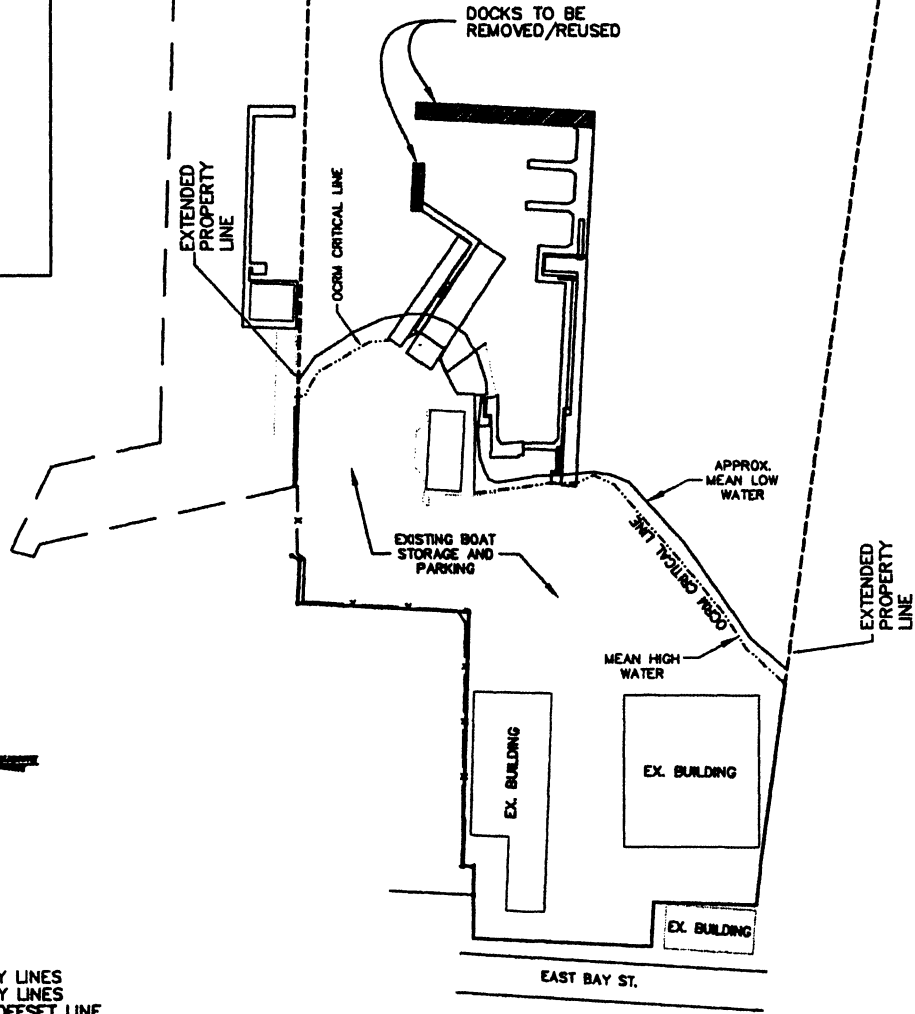 DOCKS TO BE
REMOVED/REUSED
EXTENDED
PROPERTY
LINE
OCRM CRITICAL LINE
APPROX.
MEAN LOW
WATER
EXISTING BOAT
STORAGE AND
PARKING
OCRM CRITICAL LINE
EXTENDED
PROPERTY
LINE
MEAN HIGH
WATER
EX. BUILDING
EX. BUILDING
EX. BUILDING
EAST BAY ST.
Y LINES
Y LINES
OFFSET LINE